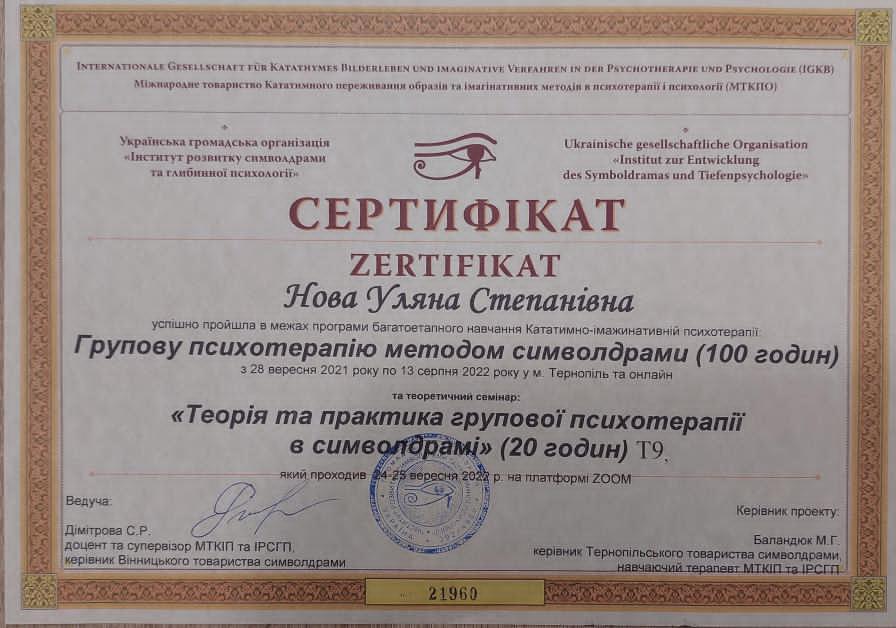 Internationale Gesellschaft für Katathymes Bilderleben und imaginative Verfahren in der Psychotherapie und Psychologie (IGKB)
Міжнародне товариство Кататимного переживання образів та імагінативних методів в психотерапії і психології (МТКПО)
Українська громадська організація
«Інститут розвитку символдрами
та глибинної психології»
Ukrainische gesellschaftliche Organisation
«Institut zur Entwicklung
des Symboldramas und Tiefenpsychologie»
СЕРТИФІКАТ
ZERTIFIKAT
Нова Уляна Степанівна
успішно пройшла в межах програми багатоетапного навчання Кататимно-імажинативній психотерапії:
Групову психотерапію методом символдрами (100 годин)
з 28 вересня 2021 року по 13 серпня 2022 року у м. Тернопіль та онлайн
та теоретичний семінар:
«Теорія та практика групової психотерапії
в символдрамі» (20 годин) Т9,
який проходив 24-25 вересня 2022 р. на платформі ZOOM
Ведуча:
Дімітрова С.Р.
доцент та супервізор МТКІП та ІРСГП,
керівник Вінницького товариства символдрами
Керівник проекту:
Баландюк М.Г.
керівник Тернопільського товариства символдрами,
навчаючий терапевт МТКІП та ІРСГП
21960